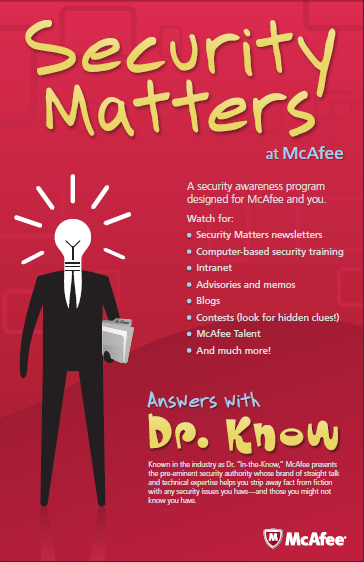 Security
Matters
at McAfee
A security awareness program
designed for McAfee and you.
Watch for:
• Security Matters newsletters
• Computer-based security training
• Intranet
• Advisories and memos
• Blogs
• Contests (look for hidden clues!)
• McAfee Talent
• And much more!
Answers with
Dr. Know
Known in the industry as Dr. "In-the-Know," McAfee presents
the pre-eminent security authority whose brand of straight talk
and technical expertise helps you strip away fact from fiction
with any security issues you have—and those you might not
know you have.
M McAfee®